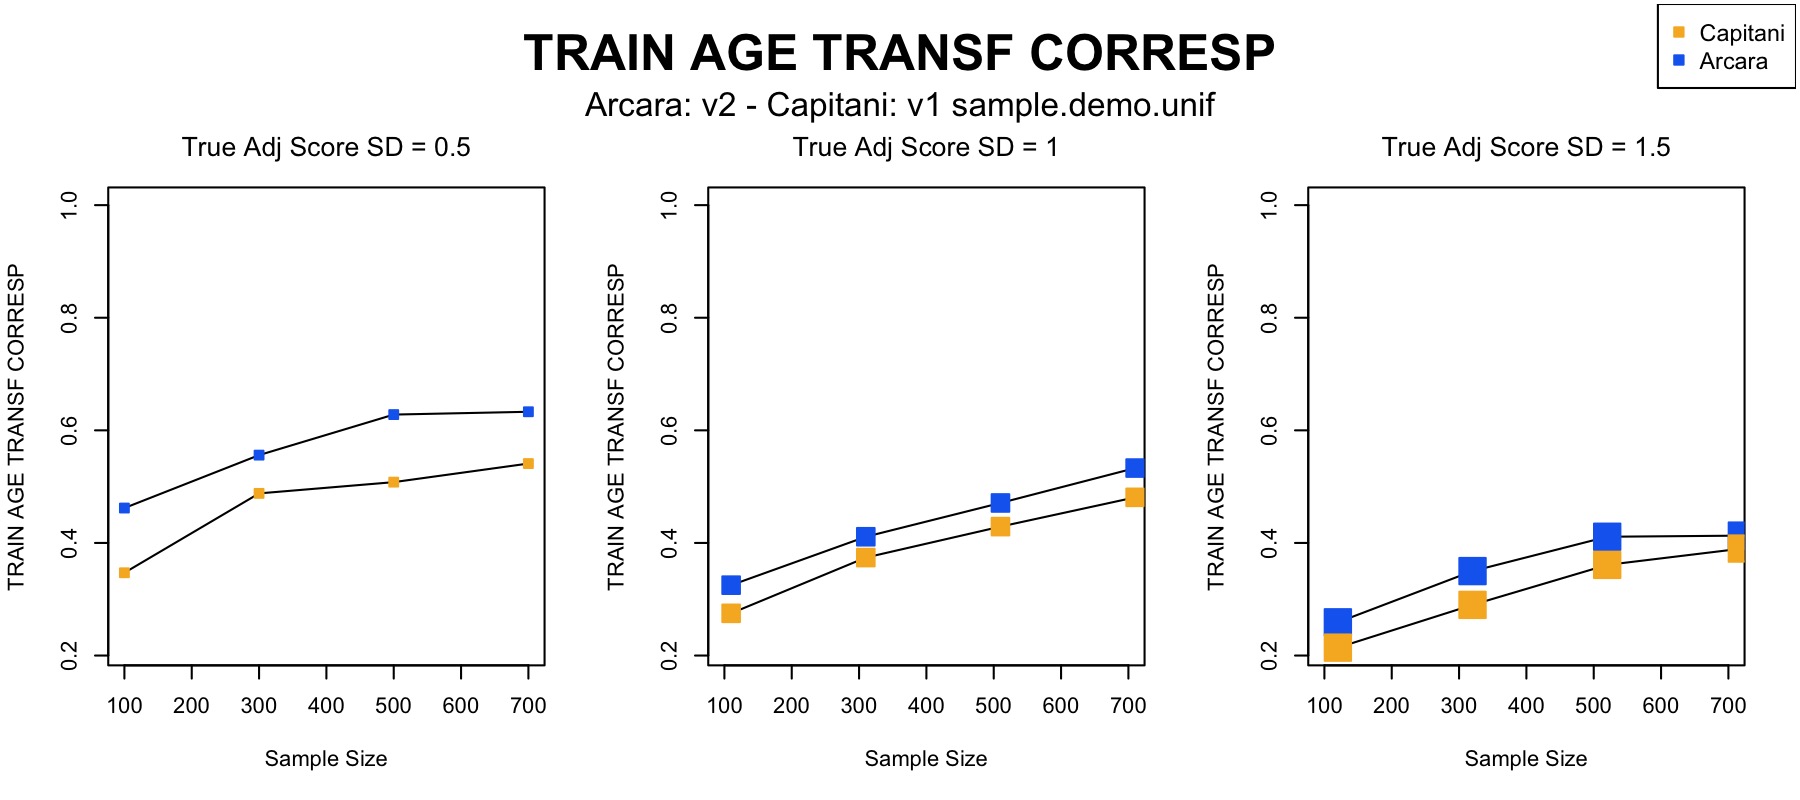 TRAIN AGE TRANSF CORRESP
Arcara: v2 - Capitani: v1 sample.demo.unif
Capitani
Arcara
True Adj Score SD = 0.5
TRAIN AGE TRANSF CORRESP
1.0
0.8
0.6
0.4
0.2
100 200 300 400 500 600 700
Sample Size
True Adj Score SD = 1
TRAIN AGE TRANSF CORRESP
1.0
0.8
0.6
0.4
0.2
100 200 300 400 500 600 700
Sample Size
True Adj Score SD = 1.5
TRAIN AGE TRANSF CORRESP
1.0
0.8
0.6
0.4
0.2
100 200 300 400 500 600 700
Sample Size